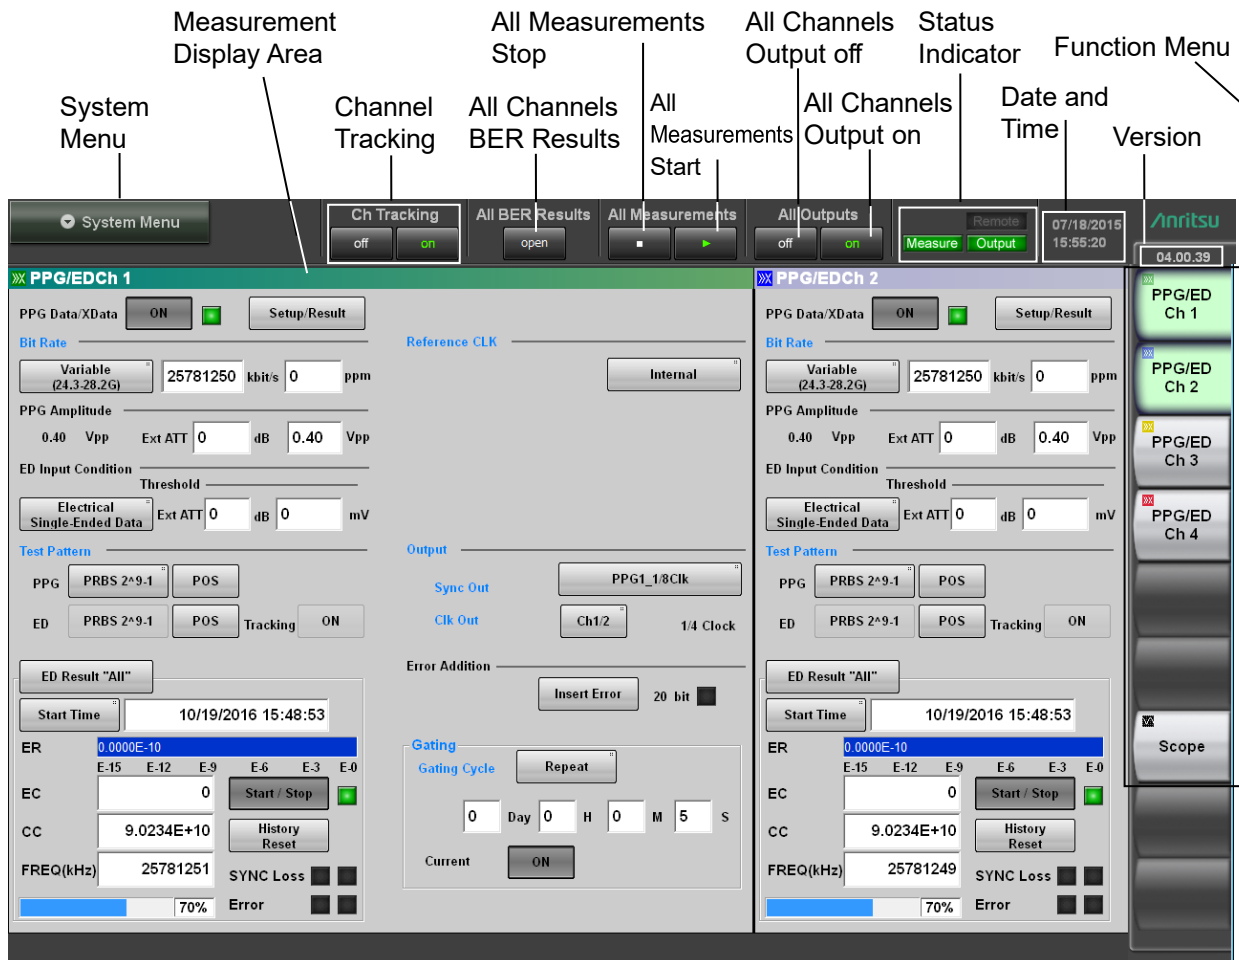 Measurement
Display Area
All Measurements
Stop
All Channels
Output off
Status
Indicator
Function Menu
System
Menu
Channel
Tracking
All Channels
BER Results
All
Measurements
Start
All Channels
Output on
Date and
Time
Version
System Menu
Ch Tracking
off on
All BER Results
open
All Measurements
All Outputs
off on
Remote
Measure Output
07/18/2015
15:55:20
Anritsu
04.00.39
PPG/EDCh 1
PPG Data/XData ON Setup/Result
Bit Rate
Variable
(24.3-28.2G)
25781250 kbit/s 0 ppm
PPG Amplitude
0.40 Vpp Ext ATT 0 dB 0.40 Vpp
ED Input Condition
Threshold
Electrical
Single-Ended Data
Ext ATT 0 dB 0 mV
Test Pattern
PPG PRBS 2^9-1 POS
ED PRBS 2^9-1 POS Tracking ON
ED Result "All"
Start Time 10/19/2016 15:48:53
ER 0.0000E-10
E-15 E-12 E-9 E-6 E-3 E-0
EC 0 Start / Stop
CC 9.0234E+10 History
Reset
FREQ(kHz) 25781251 SYNC Loss
70% Error
Reference CLK
Internal
Output
Sync Out PPG1_1/8Clk
Clk Out Ch1/2 1/4 Clock
Error Addition
Insert Error 20 bit
Gating
Gating Cycle Repeat
0 Day 0 H 0 M 5 S
Current ON
PPG/EDCh 2
PPG Data/XData ON Setup/Result
Bit Rate
Variable
(24.3-28.2G)
25781250 kbit/s 0 ppm
PPG Amplitude
0.40 Vpp Ext ATT 0 dB 0.40 Vpp
ED Input Condition
Threshold
Electrical
Single-Ended Data
Ext ATT 0 dB 0 mV
Test Pattern
PPG PRBS 2^9-1 POS
ED PRBS 2^9-1 POS Tracking ON
ED Result "All"
Start Time 10/19/2016 15:48:53
ER 0.0000E-10
E-15 E-12 E-9 E-6 E-3 E-0
EC 0 Start / Stop
CC 9.0234E+10 History
Reset
FREQ(kHz) 25781249 SYNC Loss
70% Error
PPG/ED
Ch 1
PPG/ED
Ch 2
PPG/ED
Ch 3
PPG/ED
Ch 4
Scope